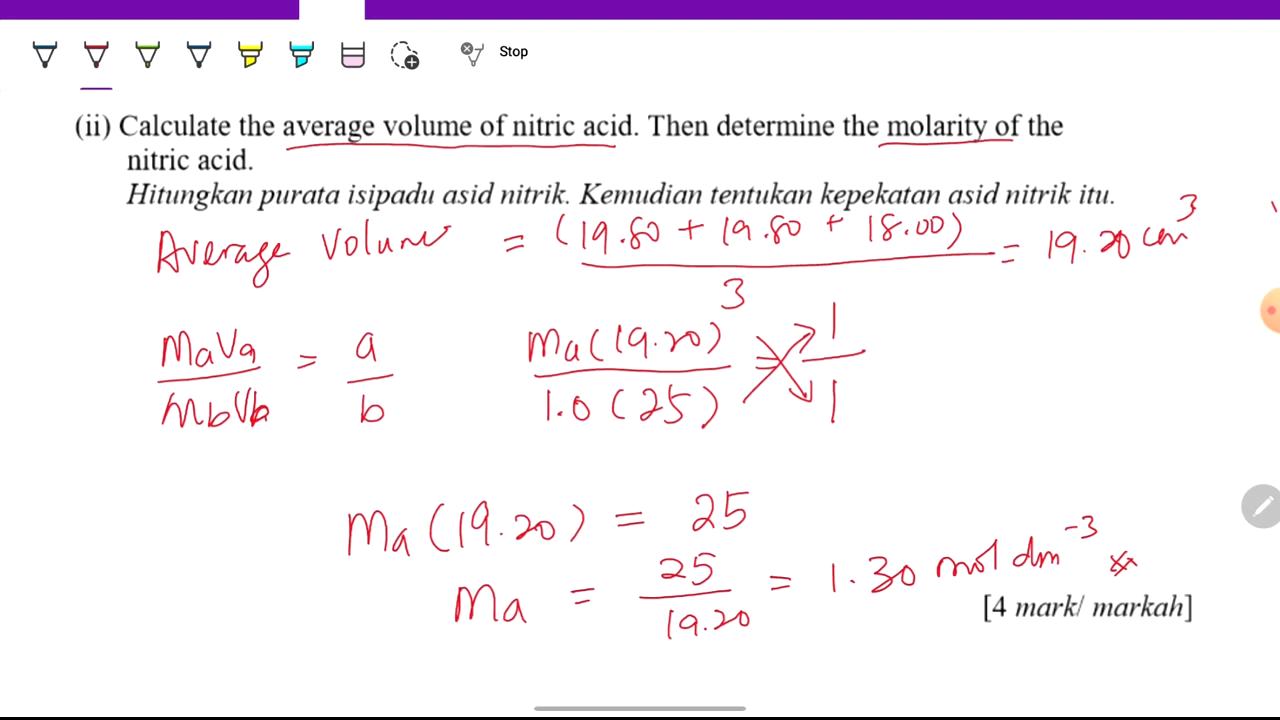 Stop
(ii) Calculate the average volume of nitric acid. Then determine the molarity of the
nitric acid.
Hitungkan purata isipadu asid nitrik. Kemudian tentukan kepekatan asid nitrik itu.
Average volume = (19.80 + 19.80 + 18.00) / 3 = 19.20 cm³
MaVa / MbVb = a / b   Ma(19.20) / 1.0(25) = 1 / 1
Ma(19.20) = 25
Ma = 25 / 19.20 = 1.30 mol dm⁻³
[4 mark/ markah]